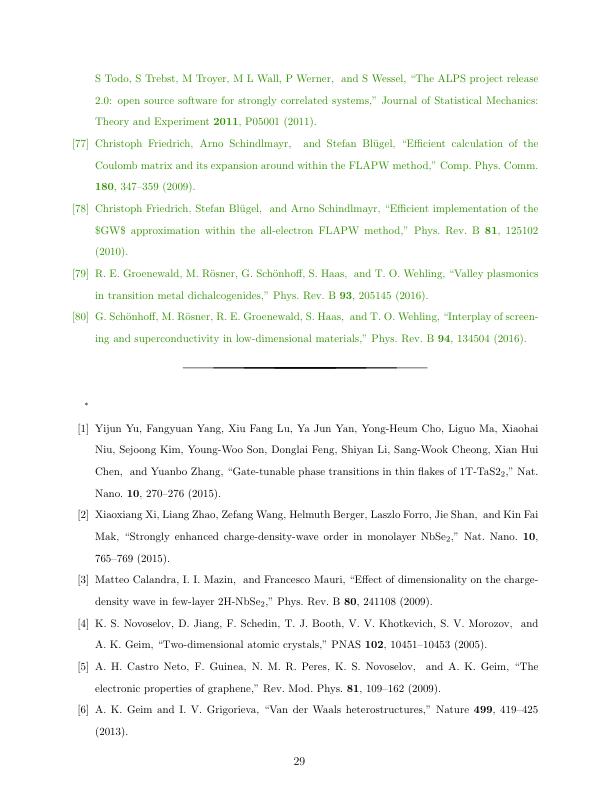 S Todo, S Trebst, M Troyer, M L Wall, P Werner, and S Wessel, “The ALPS project release
2.0: open source software for strongly correlated systems,” Journal of Statistical Mechanics:
Theory and Experiment 2011, P05001 (2011).
[77] Christoph Friedrich, Arno Schindlmayr, and Stefan Blügel, “Efficient calculation of the
Coulomb matrix and its expansion around within the FLAPW method,” Comp. Phys. Comm.
180, 347–359 (2009).
[78] Christoph Friedrich, Stefan Blügel, and Arno Schindlmayr, “Efficient implementation of the
$GW$ approximation within the all-electron FLAPW method,” Phys. Rev. B 81, 125102
(2010).
[79] R. E. Groenewald, M. Rösner, G. Schönhoff, S. Haas, and T. O. Wehling, “Valley plasmonics
in transition metal dichalcogenides,” Phys. Rev. B 93, 205145 (2016).
[80] G. Schönhoff, M. Rösner, R. E. Groenewald, S. Haas, and T. O. Wehling, “Interplay of screen-
ing and superconductivity in low-dimensional materials,” Phys. Rev. B 94, 134504 (2016).
*
[1] Yijun Yu, Fangyuan Yang, Xiu Fang Lu, Ya Jun Yan, Yong-Heum Cho, Liguo Ma, Xiaohai
Niu, Sejoong Kim, Young-Woo Son, Donglai Feng, Shiyan Li, Sang-Wook Cheong, Xian Hui
Chen, and Yuanbo Zhang, “Gate-tunable phase transitions in thin flakes of 1T-TaS2₂,” Nat.
Nano. 10, 270–276 (2015).
[2] Xiaoxiang Xi, Liang Zhao, Zefang Wang, Helmuth Berger, Laszlo Forro, Jie Shan, and Kin Fai
Mak, “Strongly enhanced charge-density-wave order in monolayer NbSe₂,” Nat. Nano. 10,
765–769 (2015).
[3] Matteo Calandra, I. I. Mazin, and Francesco Mauri, “Effect of dimensionality on the charge-
density wave in few-layer 2H-NbSe₂,” Phys. Rev. B 80, 241108 (2009).
[4] K. S. Novoselov, D. Jiang, F. Schedin, T. J. Booth, V. V. Khotkevich, S. V. Morozov, and
A. K. Geim, “Two-dimensional atomic crystals,” PNAS 102, 10451–10453 (2005).
[5] A. H. Castro Neto, F. Guinea, N. M. R. Peres, K. S. Novoselov, and A. K. Geim, “The
electronic properties of graphene,” Rev. Mod. Phys. 81, 109–162 (2009).
[6] A. K. Geim and I. V. Grigorieva, “Van der Waals heterostructures,” Nature 499, 419–425
(2013).
29